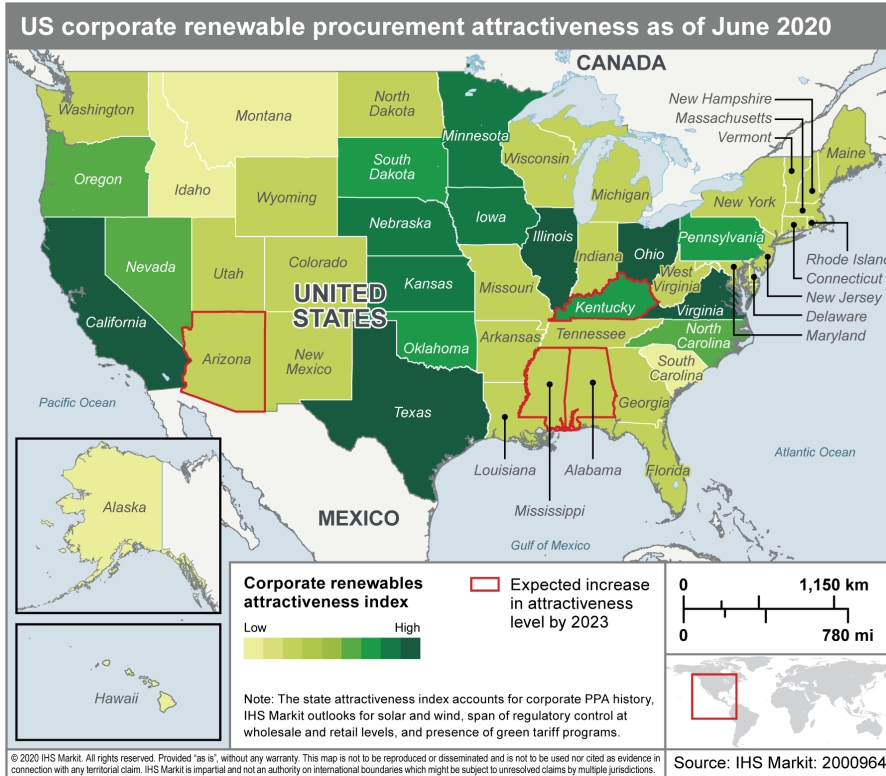 US corporate renewable procurement attractiveness as of June 2020
CANADA
Washington
Montana
North
Dakota
Minnesota
New Hampshire
Massachusetts
Vermont
Maine
Oregon
Idaho
Wyoming
South
Dakota
Wisconsin
Michigan
New York
Nebraska
Iowa
Illinois
Indiana
Ohio
Pennsylvania
Rhode Island
Connecticut
New Jersey
Delaware
Maryland
Nevada
Utah
Colorado
Kansas
Missouri
West
Virginia
Virginia
Kentucky
UNITED
STATES
California
Arizona
New
Mexico
Oklahoma
Arkansas
Tennessee
North
Carolina
South
Carolina
Texas
Georgia
Florida
Louisiana
Alabama
Mississippi
Pacific Ocean
Atlantic Ocean
Gulf of Mexico
MEXICO
Alaska
Hawaii
Corporate renewables
attractiveness index
Low High
Expected increase
in attractiveness
level by 2023
Note: The state attractiveness index accounts for corporate PPA history,
IHS Markit outlooks for solar and wind, span of regulatory control at
wholesale and retail levels, and presence of green tariff programs.
0 1,150 km
0 780 mi
© 2020 IHS Markit. All rights reserved. Provided "as is", without any warranty. This map is not to be reproduced or disseminated and is not to be used nor cited as evidence in
connection with any territorial claim. IHS Markit is impartial and not an authority on international boundaries which might be subject to unresolved claims by multiple jurisdictions.
Source: IHS Markit: 2000964